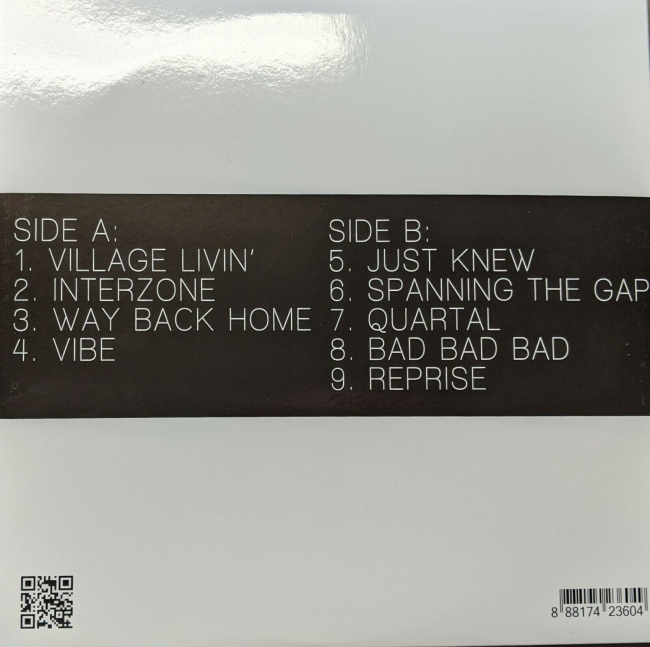 SIDE A:
1. VILLAGE LIVIN'
2. INTERZONE
3. WAY BACK HOME
4. VIBE
SIDE B:
5. JUST KNEW
6. SPANNING THE GAP
7. QUARTAL
8. BAD BAD BAD
9. REPRISE
8 88174 23604